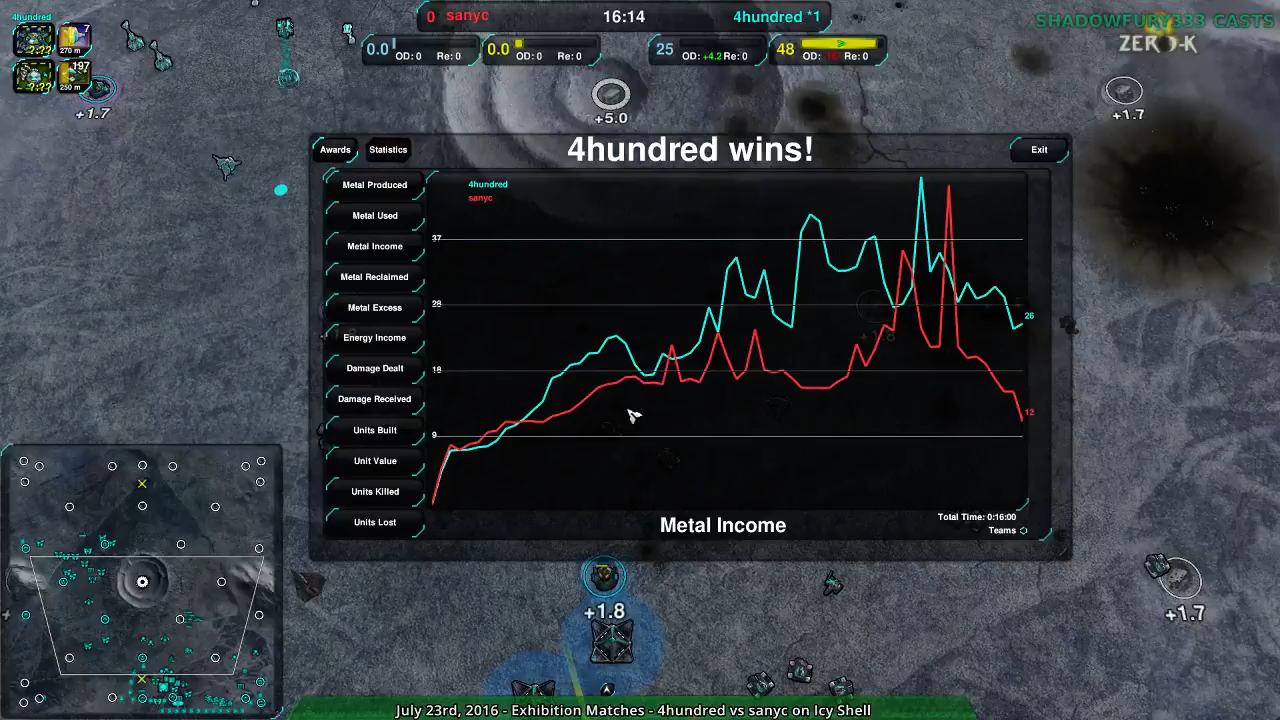 4hundred
0 sanyc
16:14
4hundred *1
SHADOWFURY333 CASTS
ZERO-K
7
270 m
197
250 m
0.0
OD: 0
Re: 0
0.0
OD: 0
Re: 0
25
OD: +4.2
Re: 0
48
OD:
Re: 0
+1.7
+5.0
+1.7
Awards
Statistics
4hundred wins!
Exit
Metal Produced
Metal Used
Metal Income
Metal Reclaimed
Metal Excess
Energy Income
Damage Dealt
Damage Received
Units Built
Unit Value
Units Killed
Units Lost
4hundred
sanyc
37
28
18
9
26
12
+1.8
Metal Income
Total Time: 0:16:00
Teams
+1.8
+1.7
July 23rd, 2016 - Exhibition Matches - 4hundred vs sanyc on Icy Shell